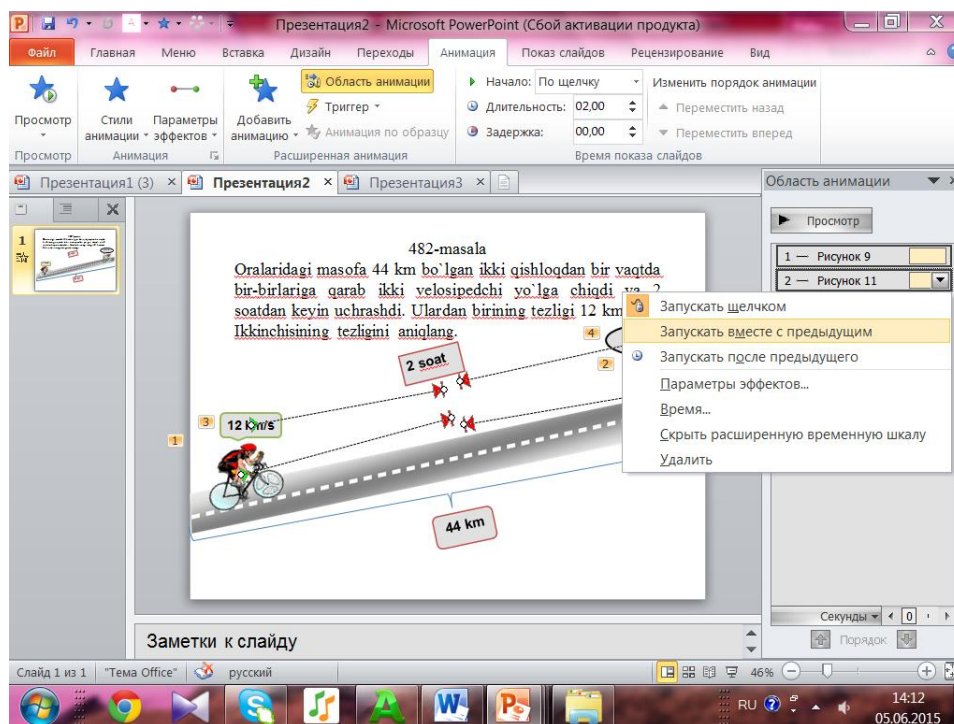 Презентация2 - Microsoft PowerPoint (Сбой активации продукта)
Файл Главная Меню Вставка Дизайн Переходы Анимация Показ слайдов Рецензирование Вид
Просмотр
Стили анимации
Параметры эффектов
Добавить анимацию
Область анимации
Триггер
Анимация по образцу
Начало: По щелчку
Длительность: 02,00
Задержка: 00,00
Изменить порядок анимации
Переместить назад
Переместить вперед
Просмотр Анимация Расширенная анимация Время показа слайдов
Презентация1 (3) Презентация2 Презентация3
Область анимации
Просмотр
1 — Рисунок 9
2 — Рисунок 11
Запускать щелчком
Запускать вместе с предыдущим
Запускать после предыдущего
Параметры эффектов...
Время...
Скрыть расширенную временную шкалу
Удалить
1
482-masala
Oralaridagi masofa 44 km bo`lgan ikki qishloqdan bir vaqtda
bir-birlariga qarab ikki velosipedchi yo`lga chiqdi va 2
soatdan keyin uchrashdi. Ulardan birining tezligi 12 km
Ikkinchisining tezligini aniqlang.
4
2 soat
2
3
12 km/s
1
44 km
Секунды 0
Порядок
Заметки к слайду
Слайд 1 из 1 "Тема Office" русский 46%
RU 14:12
05.06.2015